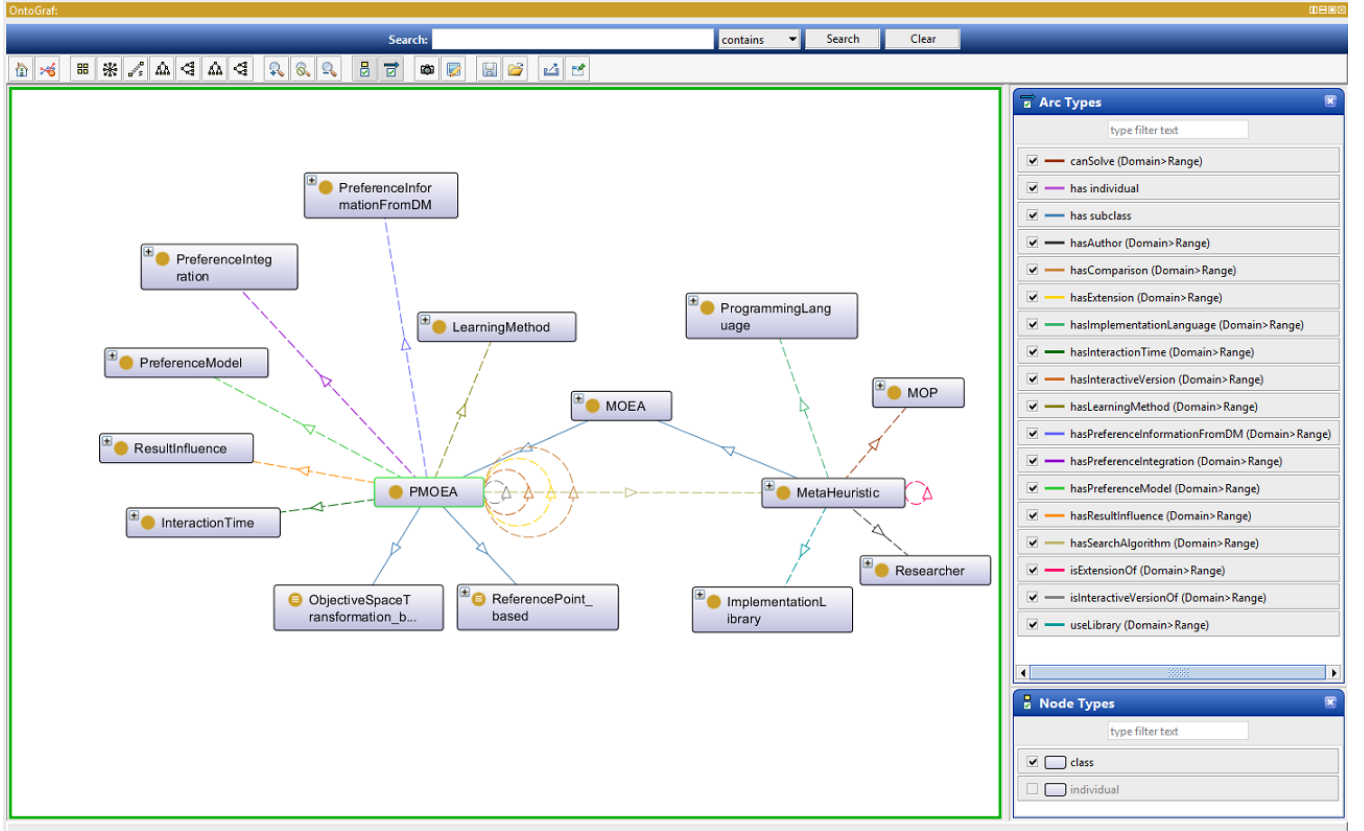 OntoGraf:
Search:
contains
Search
Clear
PreferenceInfor
mationFromDM
PreferenceInteg
ration
LearningMethod
ProgrammingLang
uage
PreferenceModel
MOEA
MOP
ResultInfluence
PMOEA
MetaHeuristic
InteractionTime
Researcher
ObjectiveSpaceT
ransformation_b...
ReferencePoint_
based
ImplementationL
ibrary
Arc Types
type filter text
canSolve (Domain>Range)
has individual
has subclass
hasAuthor (Domain>Range)
hasComparison (Domain>Range)
hasExtension (Domain>Range)
hasImplementationLanguage (Domain>Range)
hasInteractionTime (Domain>Range)
hasInteractiveVersion (Domain>Range)
hasLearningMethod (Domain>Range)
hasPreferenceInformationFromDM (Domain>Range)
hasPreferenceIntegration (Domain>Range)
hasPreferenceModel (Domain>Range)
hasResultInfluence (Domain>Range)
hasSearchAlgorithm (Domain>Range)
isExtensionOf (Domain>Range)
isInteractiveVersionOf (Domain>Range)
useLibrary (Domain>Range)
Node Types
type filter text
class
individual